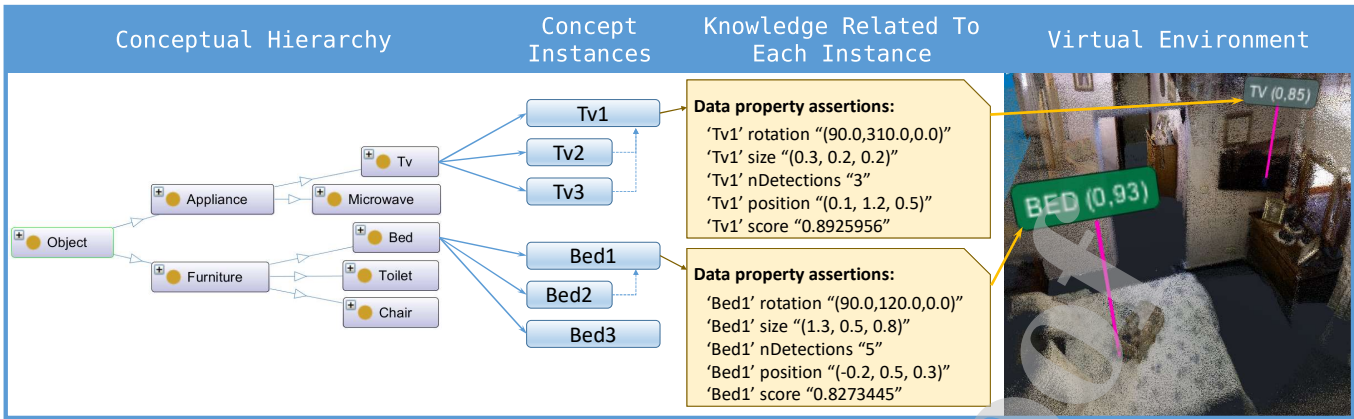 Conceptual Hierarchy
Concept
Instances
Knowledge Related To
Each Instance
Virtual Environment
Object
Appliance
Furniture
Tv
Microwave
Bed
Toilet
Chair
Tv1
Tv2
Tv3
Bed1
Bed2
Bed3
Data property assertions:
‘Tv1’ rotation “(90.0,310.0,0.0)”
‘Tv1’ size “(0.3, 0.2, 0.2)”
‘Tv1’ nDetections “3”
‘Tv1’ position “(0.1, 1.2, 0.5)”
‘Tv1’ score “0.8925956”
Data property assertions:
‘Bed1’ rotation “(90.0,120.0,0.0)”
‘Bed1’ size “(1.3, 0.5, 0.8)”
‘Bed1’ nDetections “5”
‘Bed1’ position “(-0.2, 0.5, 0.3)”
‘Bed1’ score “0.8273445”
TV (0,85)
BED (0,93)